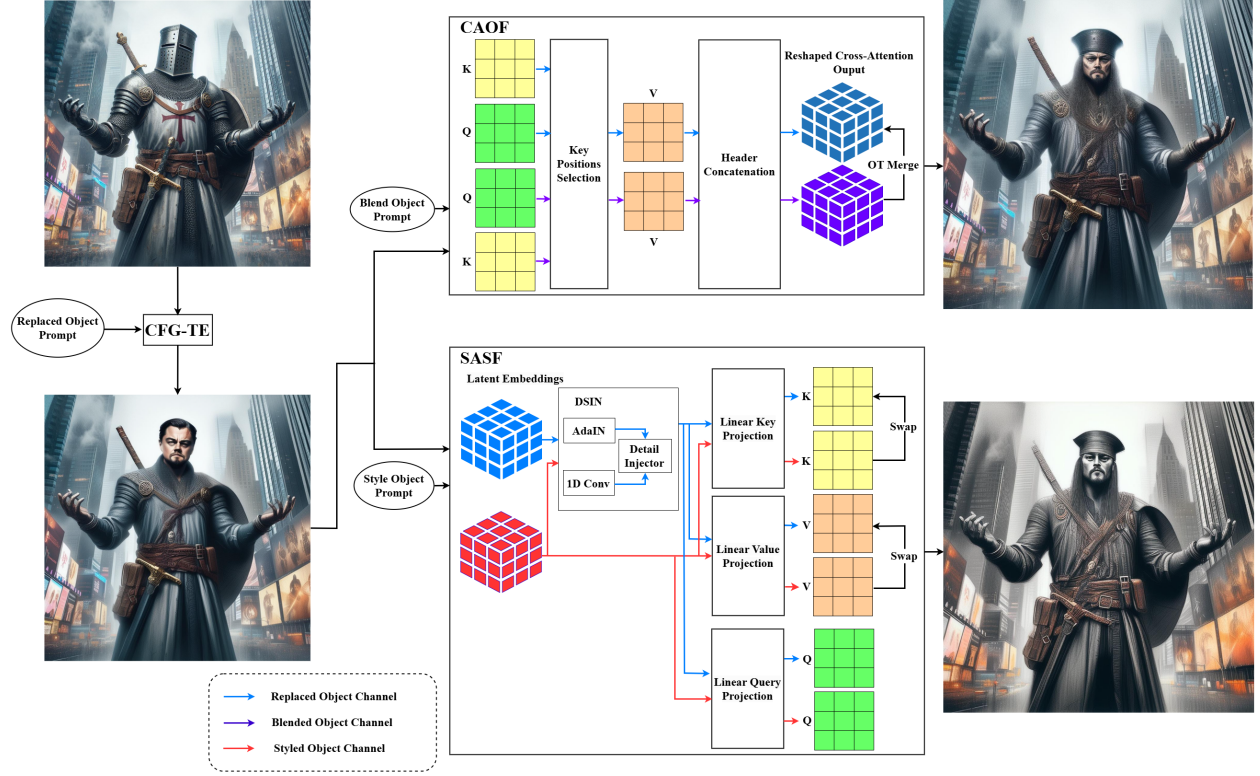 CAOF
K
Q
Q
K
Key
Positions
Selection
V
V
Header
Concatenation
Reshaped Cross-Attention
Ouput
OT Merge
Blend Object
Prompt
Replaced Object
Prompt
CFG-TE
SASF
Latent Embeddings
DSIN
AdaIN
Detail
Injector
1D Conv
Style Object
Prompt
Linear Key
Projection
K
K
Swap
Linear Value
Projection
V
V
Swap
Linear Query
Projection
Q
Q
Replaced Object Channel
Blended Object Channel
Styled Object Channel